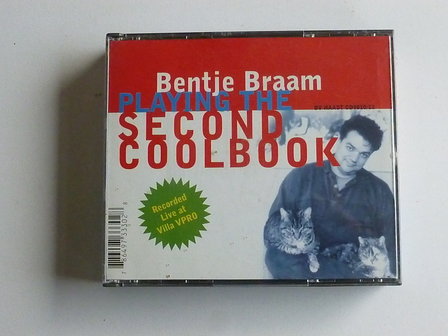 Bentje Braam
PLAYING THE
SECOND
COOLBOOK
Recorded
Live at
Villa VPRO